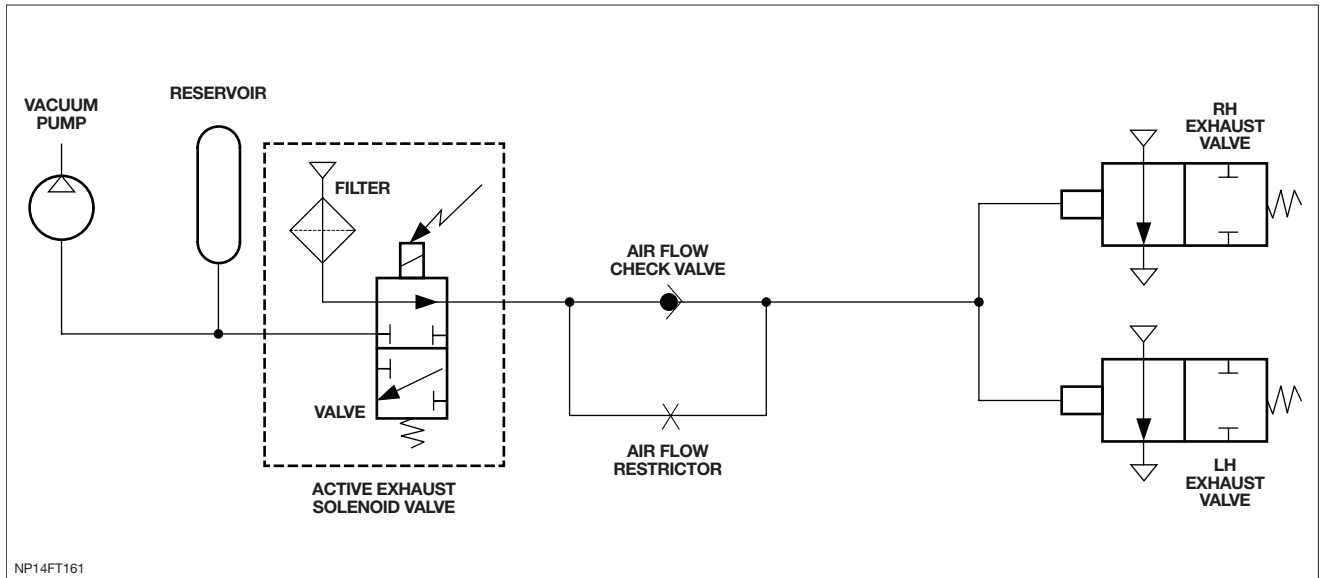 VACUUM
PUMP
RESERVOIR
FILTER
VALVE
ACTIVE EXHAUST
SOLENOID VALVE
AIR FLOW
CHECK VALVE
AIR FLOW
RESTRICTOR
RH
EXHAUST
VALVE
LH
EXHAUST
VALVE
NP14FT161